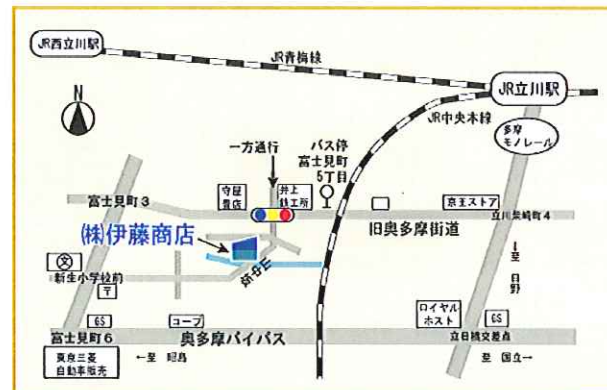 JR西立川駅
JR青梅線
JR立川駅
JR中央本線
多摩
モノレール
N
一方通行
バス停
富士見町
5丁目
富士見町3
守屋
畳店
井上
鉄工所
京王ストア
立川柴崎町4
旧奥多摩街道
(株)伊藤商店
文
新生小学校前
〒
↓至
日野
GS
コープ
富士見町6
奥多摩バイパス
ロイヤル
ホスト
GS
立日橋交差点
東京三菱
自動車販売
←至 昭島
至 国立→